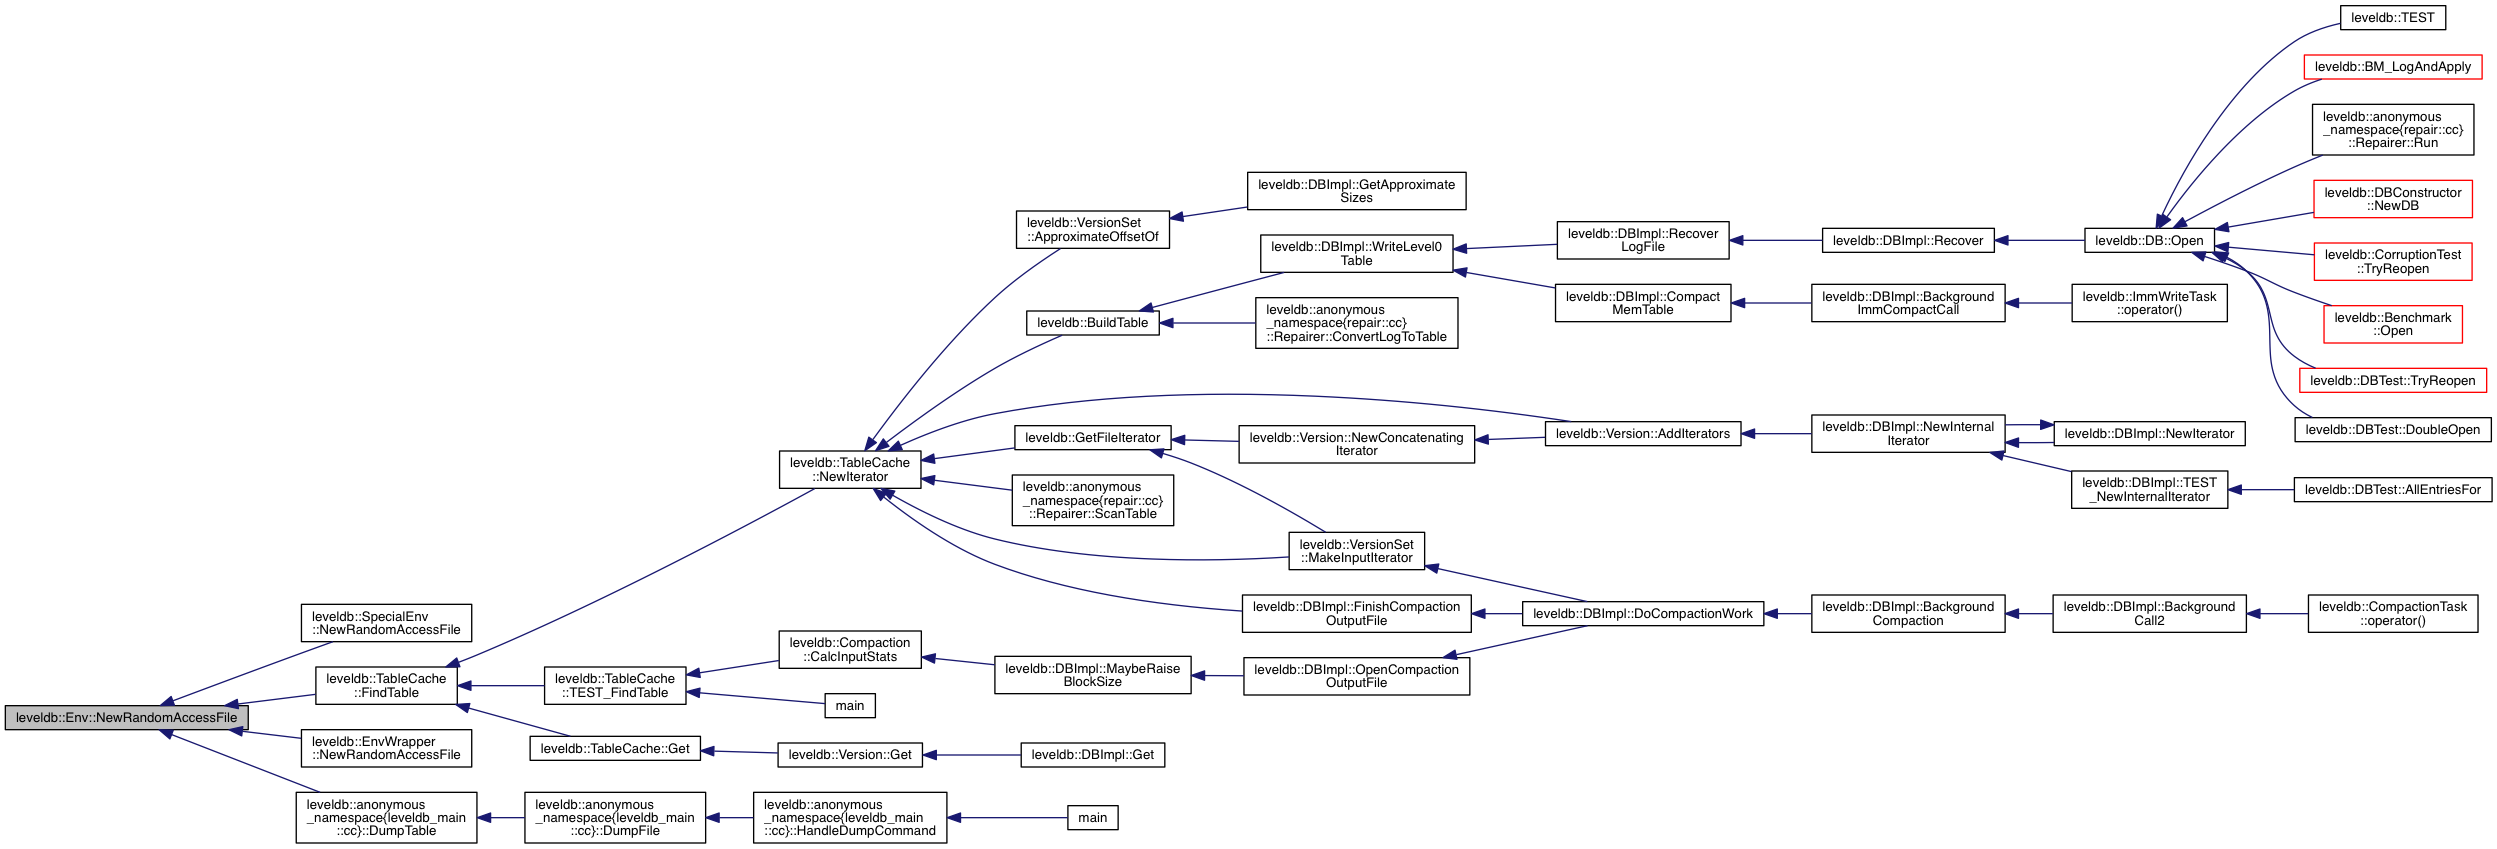 leveldb::TEST
leveldb::BM_LogAndApply
leveldb::anonymous
_namespace{repair::cc}
::Repairer::Run
leveldb::DBConstructor
::NewDB
leveldb::CorruptionTest
::TryReopen
leveldb::Benchmark
::Open
leveldb::DBTest::TryReopen
leveldb::DBTest::DoubleOpen
leveldb::DB::Open
leveldb::DBImpl::Recover
leveldb::DBImpl::Recover
LogFile
leveldb::DBImpl::GetApproximate
Sizes
leveldb::VersionSet
::ApproximateOffsetOf
leveldb::DBImpl::WriteLevel0
Table
leveldb::DBImpl::Compact
MemTable
leveldb::DBImpl::Background
ImmCompactCall
leveldb::ImmWriteTask
::operator()
leveldb::BuildTable
leveldb::anonymous
_namespace{repair::cc}
::Repairer::ConvertLogToTable
leveldb::GetFileIterator
leveldb::Version::NewConcatenating
Iterator
leveldb::Version::AddIterators
leveldb::DBImpl::NewInternal
Iterator
leveldb::DBImpl::NewIterator
leveldb::DBImpl::TEST
_NewInternalIterator
leveldb::DBTest::AllEntriesFor
leveldb::TableCache
::NewIterator
leveldb::anonymous
_namespace{repair::cc}
::Repairer::ScanTable
leveldb::VersionSet
::MakeInputIterator
leveldb::DBImpl::FinishCompaction
OutputFile
leveldb::DBImpl::DoCompactionWork
leveldb::DBImpl::Background
Compaction
leveldb::DBImpl::Background
Call2
leveldb::CompactionTask
::operator()
leveldb::SpecialEnv
::NewRandomAccessFile
leveldb::TableCache
::FindTable
leveldb::TableCache
::TEST_FindTable
leveldb::Compaction
::CalcInputStats
leveldb::DBImpl::MaybeRaise
BlockSize
leveldb::DBImpl::OpenCompaction
OutputFile
main
leveldb::Env::NewRandomAccessFile
leveldb::EnvWrapper
::NewRandomAccessFile
leveldb::TableCache::Get
leveldb::Version::Get
leveldb::DBImpl::Get
leveldb::anonymous
_namespace{leveldb_main
::cc}::DumpTable
leveldb::anonymous
_namespace{leveldb_main
::cc}::DumpFile
leveldb::anonymous
_namespace{leveldb_main
::cc}::HandleDumpCommand
main